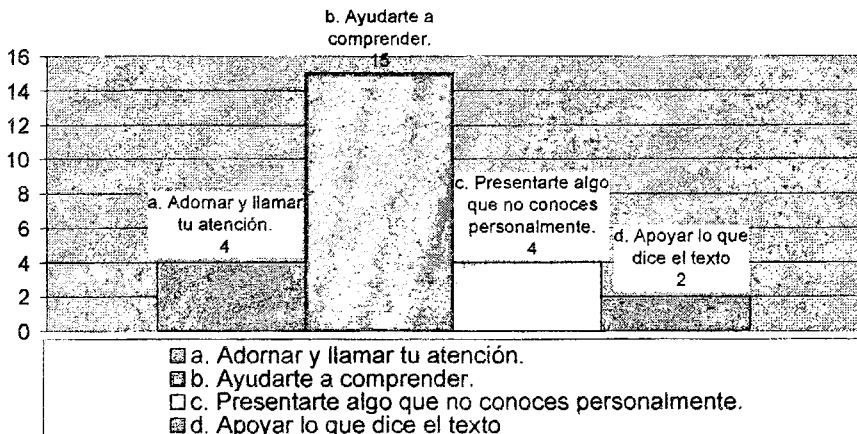 b. Ayudarte a
comprender.
15
16
14
12
10
8
6
4
2
0
a. Adornar y llamar
tu atención.
4
c. Presentarte algo
que no conoces
personalmente.
4
d. Apoyar lo que
dice el texto
2
a. Adornar y llamar tu atención.
b. Ayudarte a comprender.
c. Presentarte algo que no conoces personalmente.
d. Apoyar lo que dice el texto